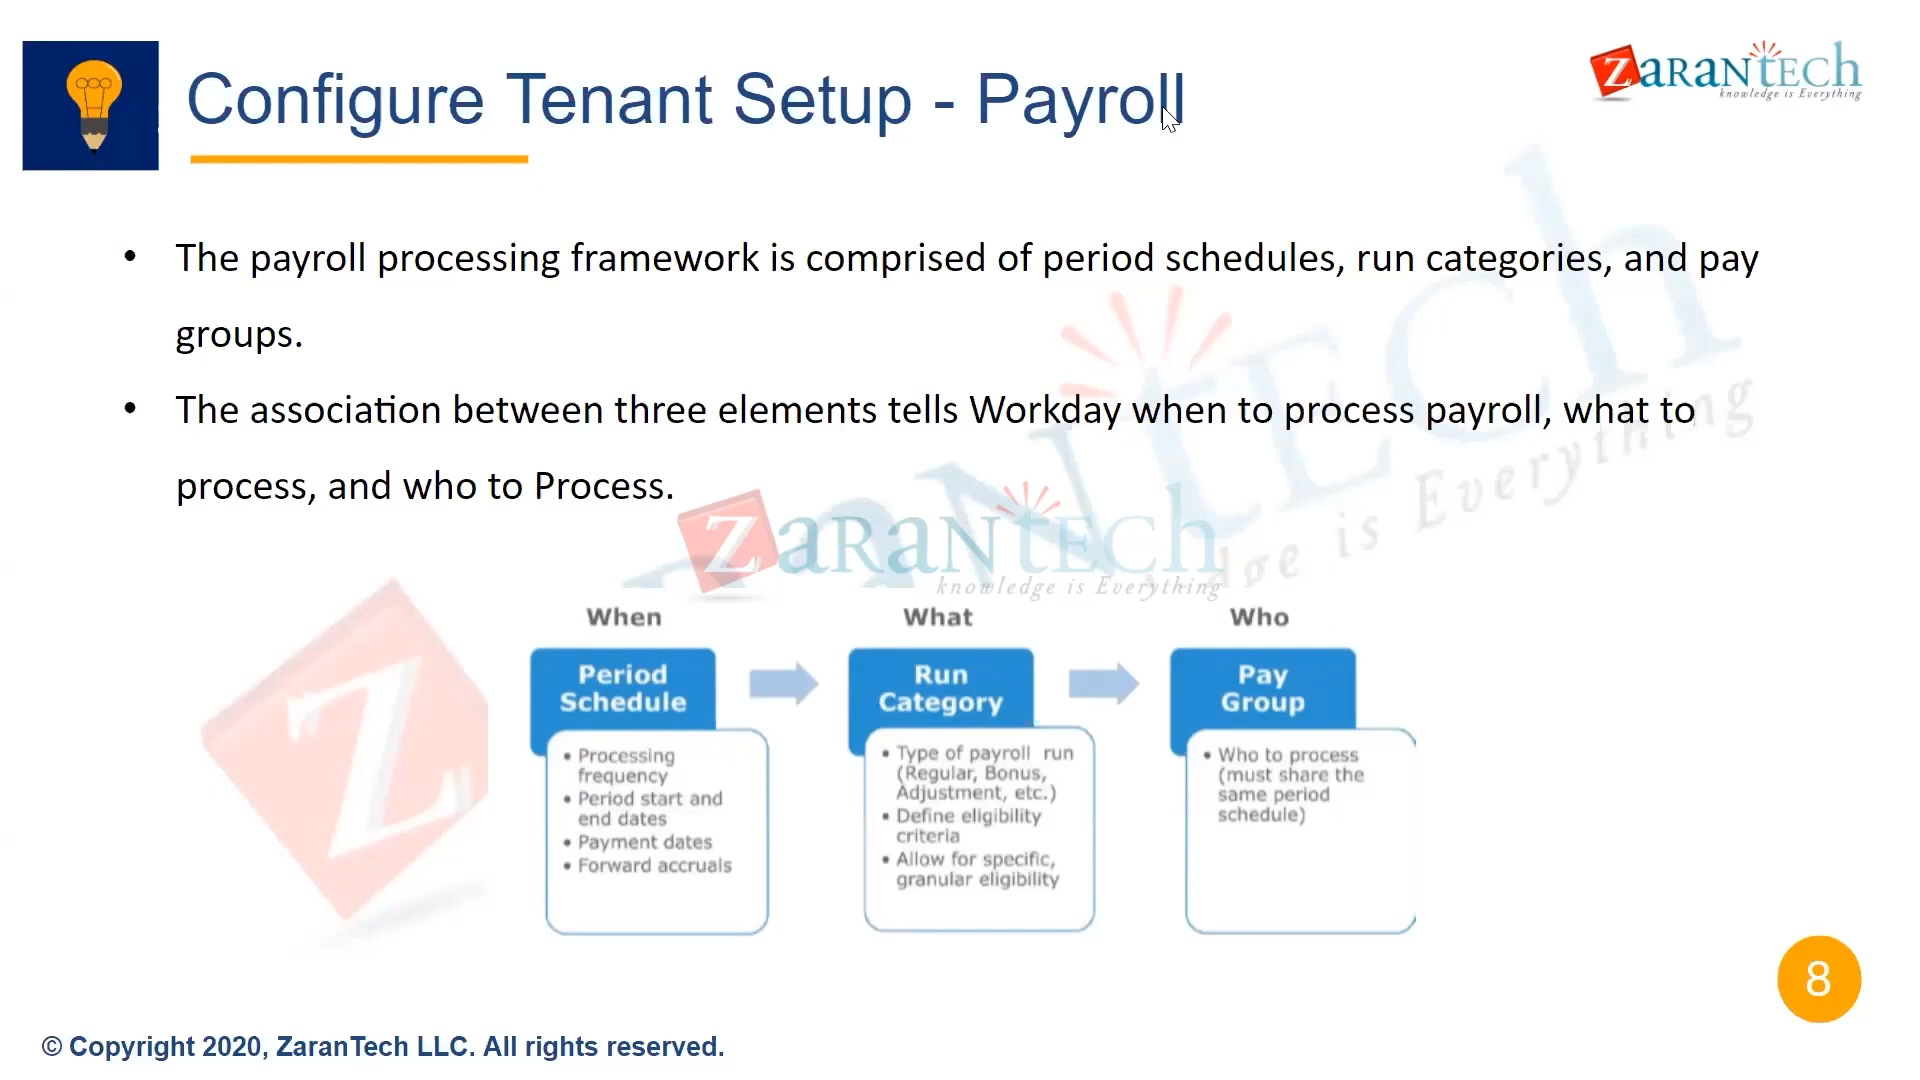 Configure Tenant Setup - Payroll
ZaranTech
knowledge is Everything
• The payroll processing framework is comprised of period schedules, run categories, and pay
groups.
• The association between three elements tells Workday when to process payroll, what to
process, and who to Process.
ZaranTech
knowledge is Everything
When
Period
Schedule
• Processing
frequency
• Period start and
end dates
• Payment dates
• Forward accruals
What
Run
Category
• Type of payroll run
(Regular, Bonus,
Adjustment, etc.)
• Define eligibility
criteria
• Allow for specific,
granular eligibility
Who
Pay
Group
• Who to process
(must share the
same period
schedule)
8
© Copyright 2020, ZaranTech LLC. All rights reserved.